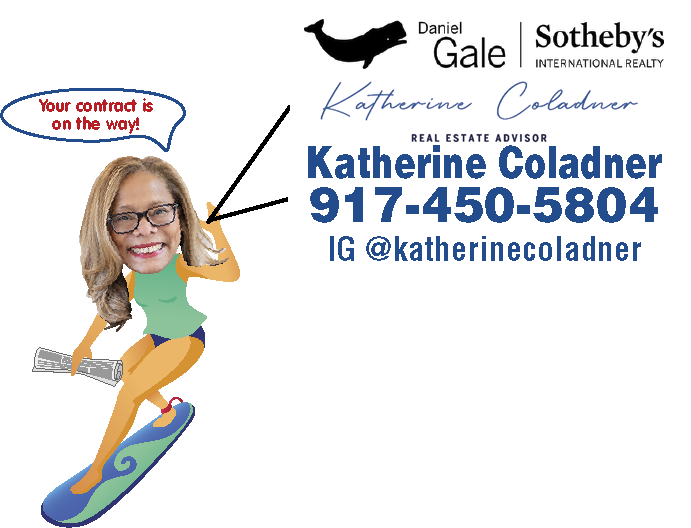 Daniel
Gale
Sotheby's
INTERNATIONAL REALTY
Katherine Coladner
REAL ESTATE ADVISOR
Katherine Coladner
917-450-5804
IG @katherinecoladner
Your contract is
on the way!